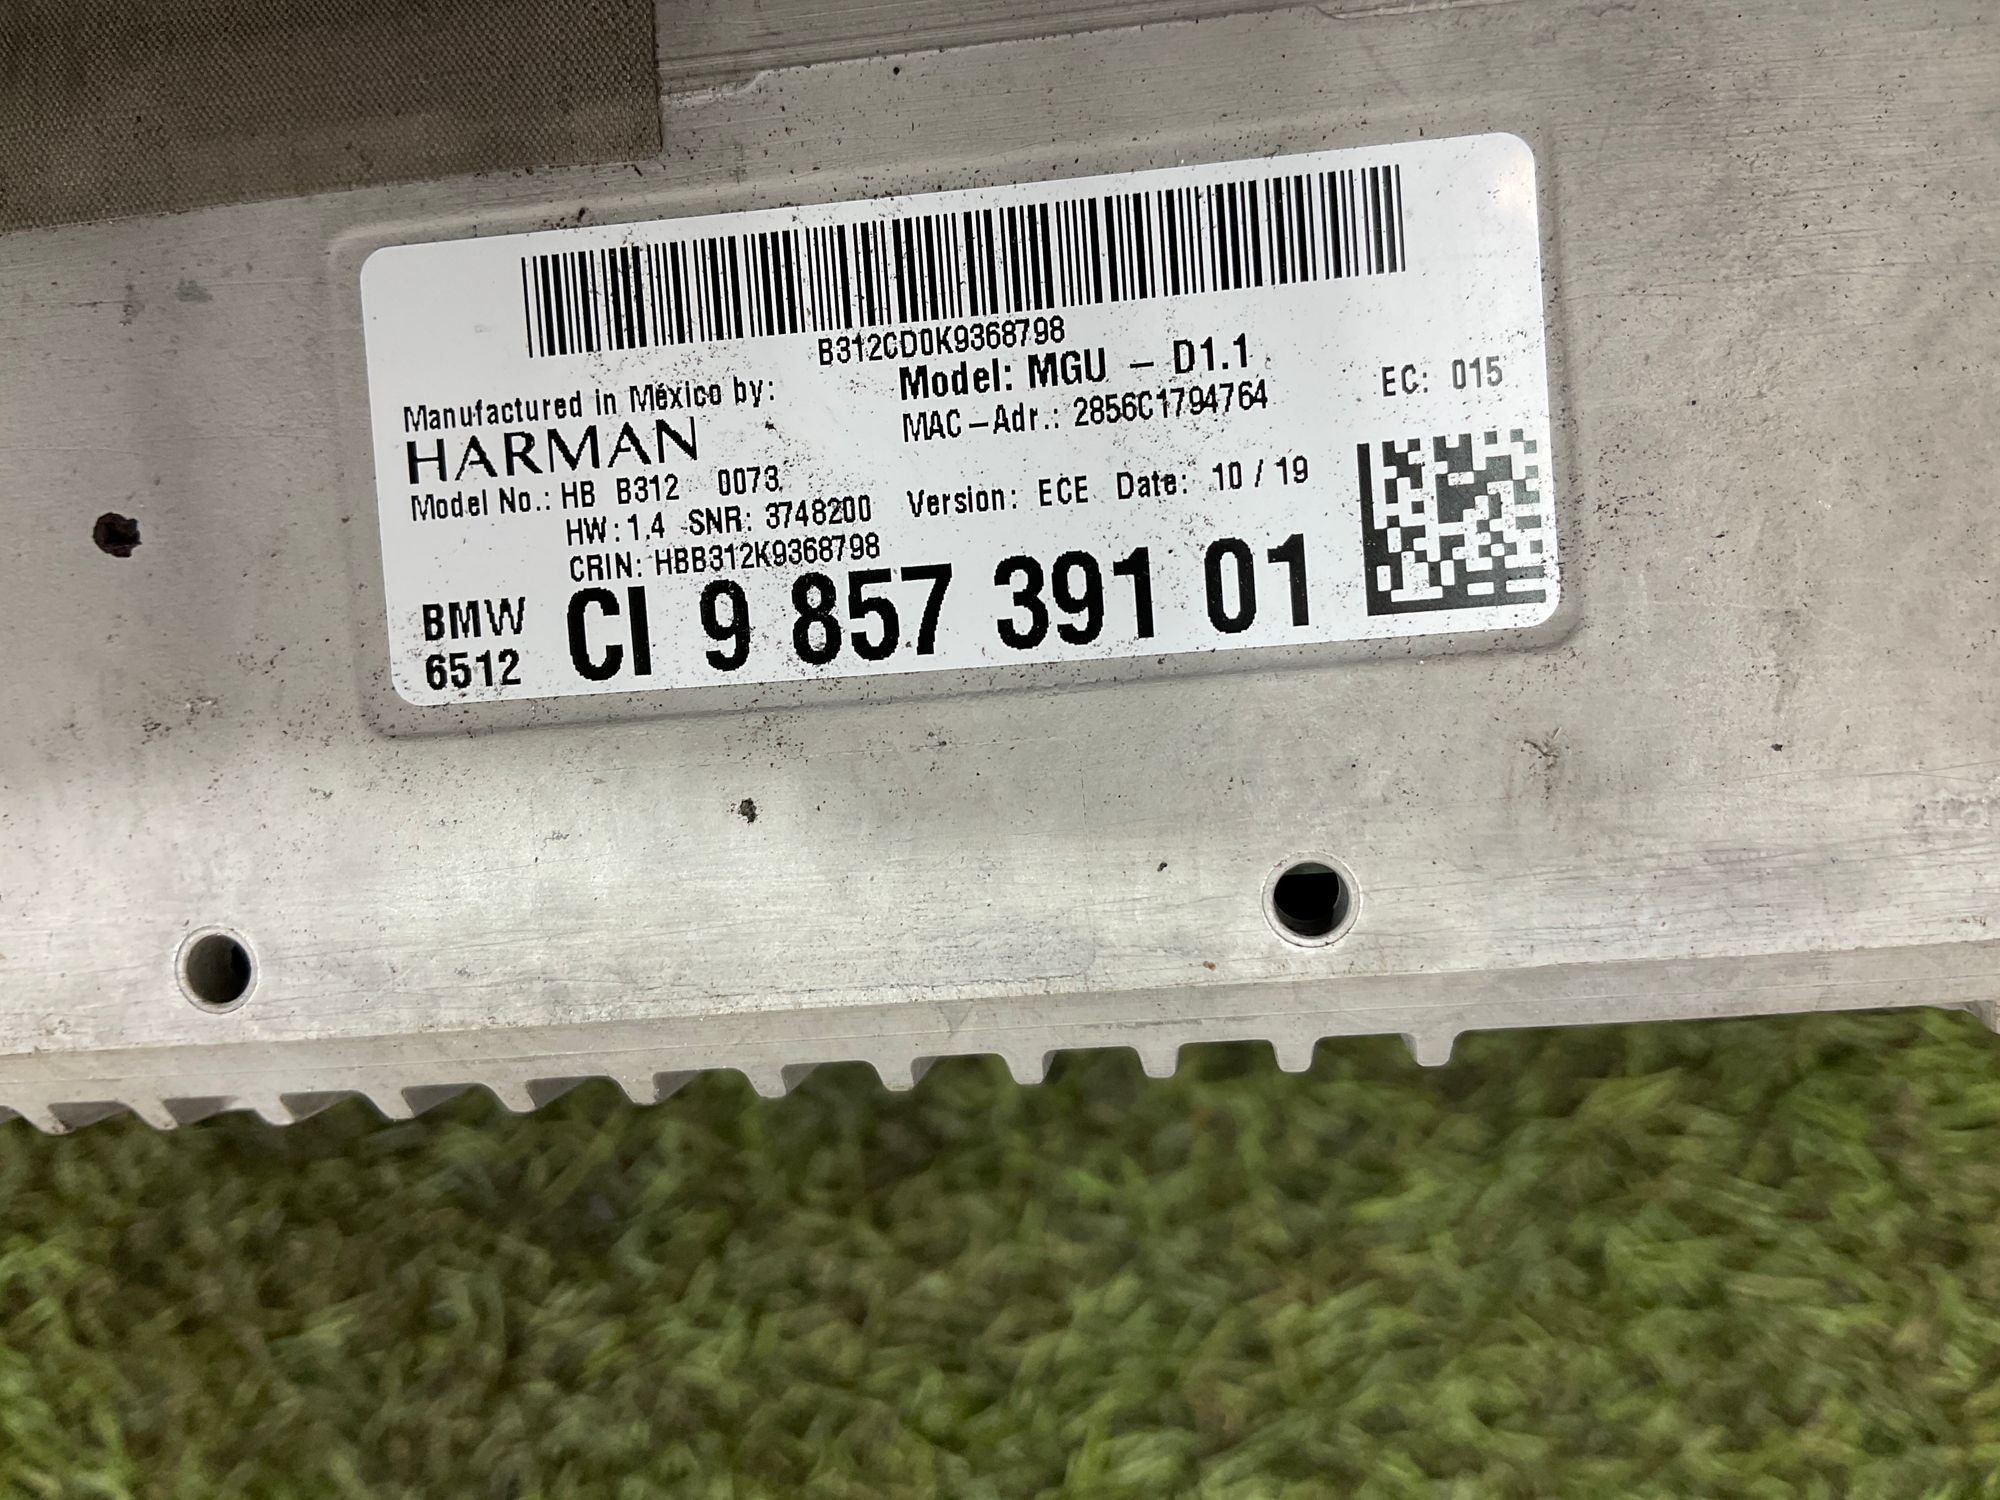 B312CD0K9368798
Manufactured in México by:
HARMAN
Model: MGU – D1.1
MAC–Adr.: 2856C1794764
EC: 015
Model No.: HB B312 0073
HW: 1.4 SNR: 3748200
Version: ECE Date: 10 / 19
CRIN: HBB312K9368798
BMW
6512
CI 9 857 391 01